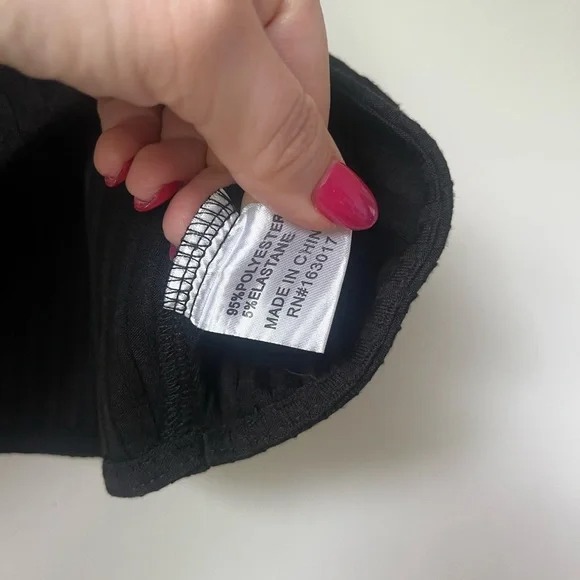 95%POLYESTER
5%ELASTANE
MADE IN CHIN
RN#163017